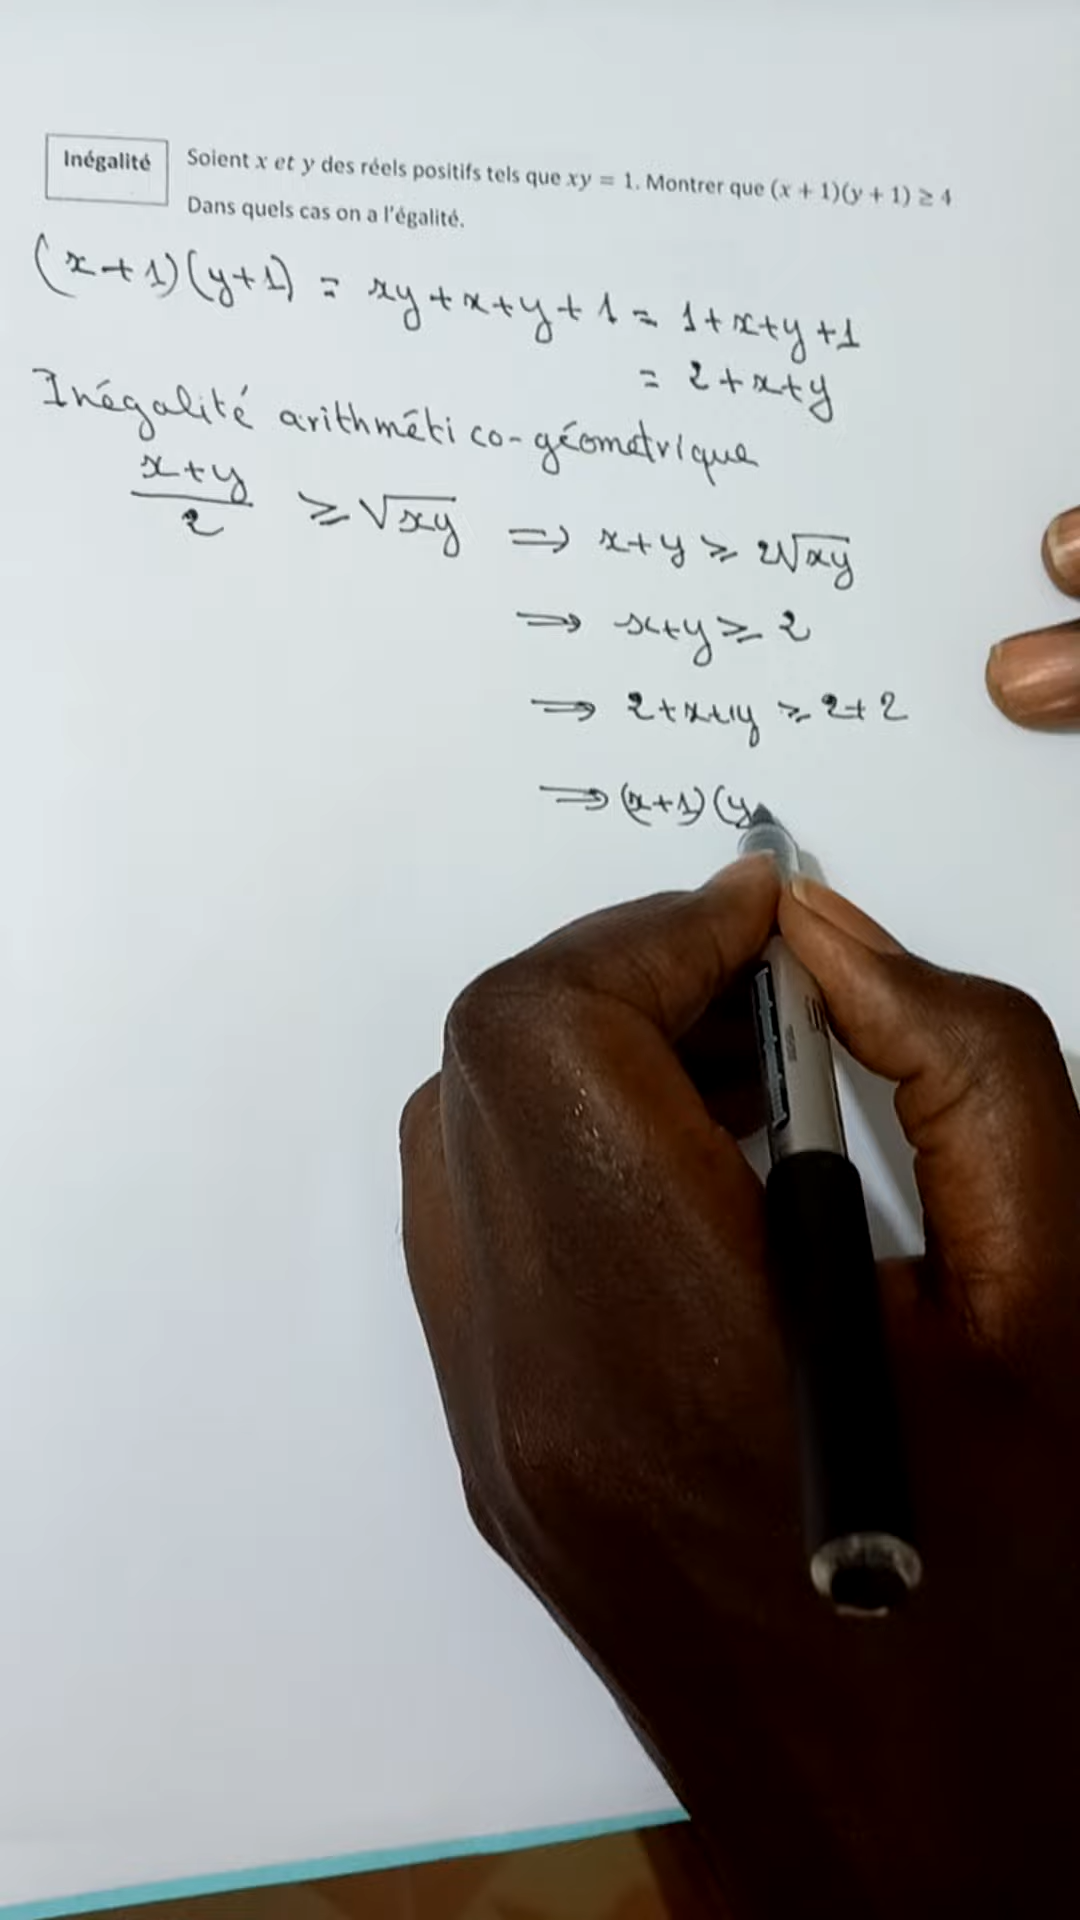 Inégalité Soient x et y des réels positifs tels que xy = 1. Montrer que (x + 1)(y + 1) ≥ 4
Dans quels cas on a l'égalité.
(x+1)(y+1) = xy+x+y+1 = 1+x+y+1
= 2+x+y
Inégalité arithmético-géometrique
(x+y)/2 ≥ √xy ⇒ x+y ≥ 2√xy
⇒ x+y ≥ 2
⇒ 2+x+y ≥ 2+2
⇒ (x+1)(y